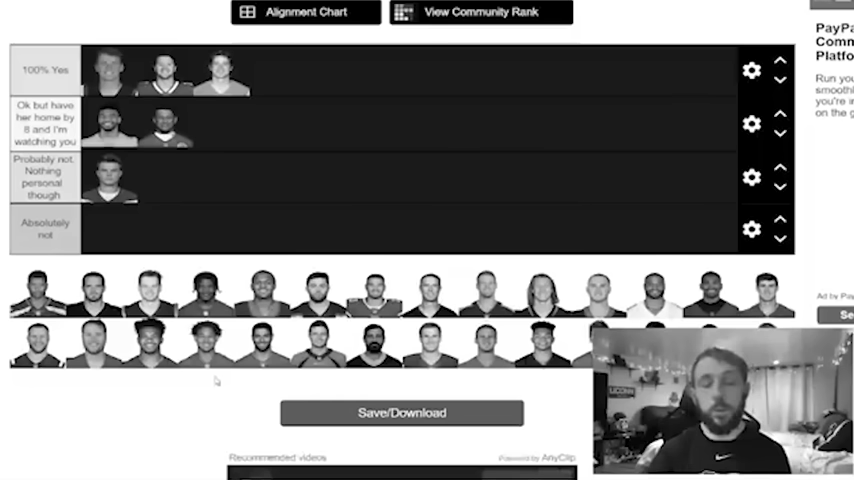 Alignment Chart
View Community Rank
100% Yes
Ok but have
her home by
8 and I'm
watching you
Probably not.
Nothing
personal
though
Absolutely
not
Save/Download
Recommended videos
Powered by AnyClip
PayPa
Comm
Platfo
Run you
smoothi
you're i
on the g
Ad by Pay
Se
UCONN